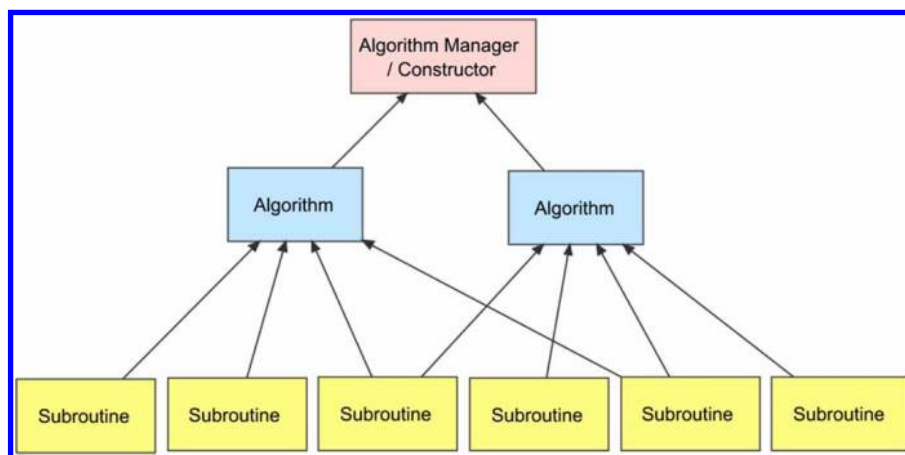 Algorithm Manager
/ Constructor
Algorithm
Algorithm
Subroutine
Subroutine
Subroutine
Subroutine
Subroutine
Subroutine